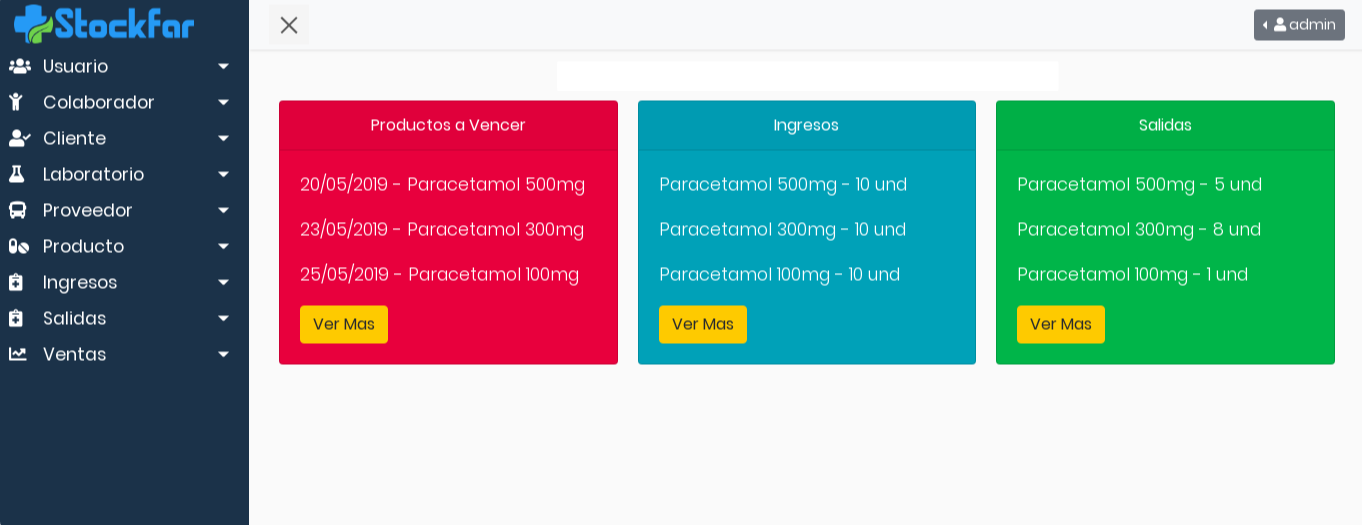 Stockfar
admin
Usuario
Colaborador
Cliente
Laboratorio
Proveedor
Producto
Ingresos
Salidas
Ventas
Productos a Vencer
20/05/2019 - Paracetamol 500mg
23/05/2019 - Paracetamol 300mg
25/05/2019 - Paracetamol 100mg
Ver Mas
Ingresos
Paracetamol 500mg - 10 und
Paracetamol 300mg - 10 und
Paracetamol 100mg - 10 und
Ver Mas
Salidas
Paracetamol 500mg - 5 und
Paracetamol 300mg - 8 und
Paracetamol 100mg - 1 und
Ver Mas